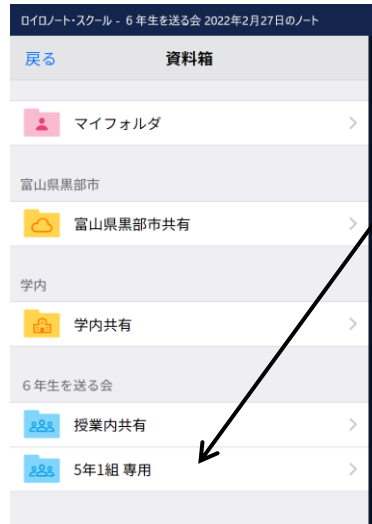 ロイロノート・スクール - 6年生を送る会 2022年2月27日のノート
戻る 資料箱
マイフォルダ
富山県黒部市
富山県黒部市共有
学内
学内共有
６年生を送る会
授業内共有
5年1組 専用